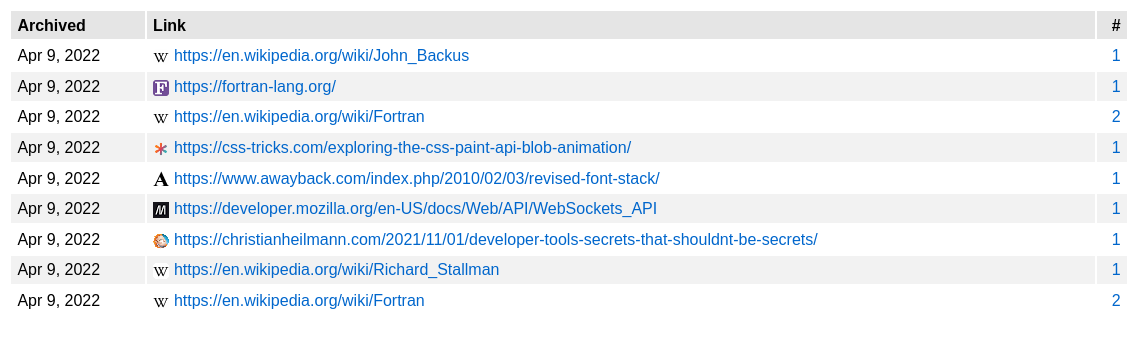 Archived Link #
Apr 9, 2022 https://en.wikipedia.org/wiki/John_Backus 1
Apr 9, 2022 https://fortran-lang.org/ 1
Apr 9, 2022 https://en.wikipedia.org/wiki/Fortran 2
Apr 9, 2022 https://css-tricks.com/exploring-the-css-paint-api-blob-animation/ 1
Apr 9, 2022 https://www.awayback.com/index.php/2010/02/03/revised-font-stack/ 1
Apr 9, 2022 https://developer.mozilla.org/en-US/docs/Web/API/WebSockets_API 1
Apr 9, 2022 https://christianheilmann.com/2021/11/01/developer-tools-secrets-that-shouldnt-be-secrets/ 1
Apr 9, 2022 https://en.wikipedia.org/wiki/Richard_Stallman 1
Apr 9, 2022 https://en.wikipedia.org/wiki/Fortran 2